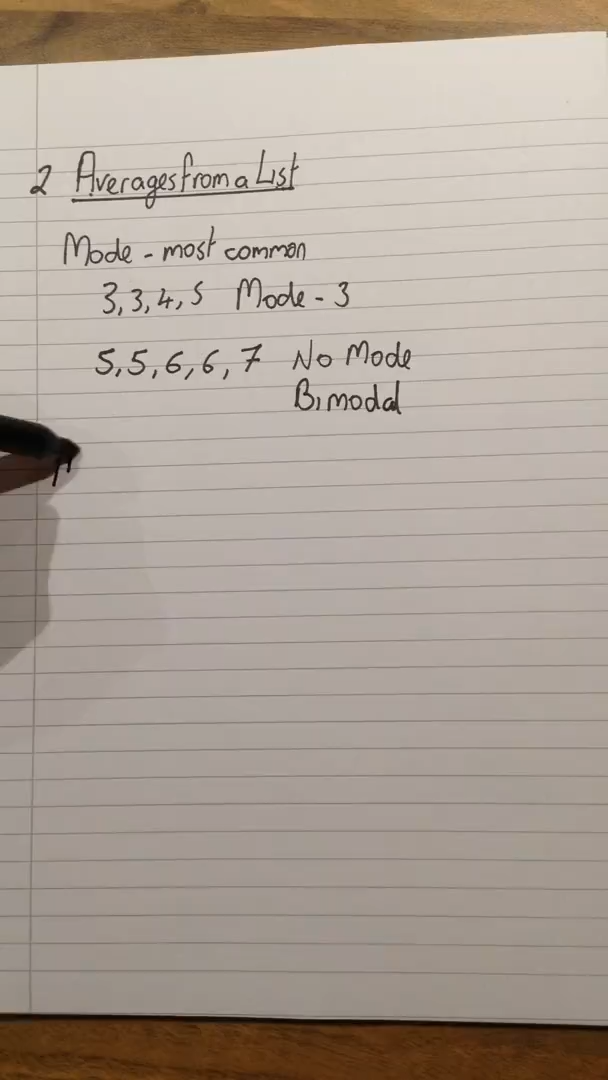 2 Averages from a List
Mode - most common
3, 3, 4, 5 Mode - 3
5, 5, 6, 6, 7 No Mode
Bimodal